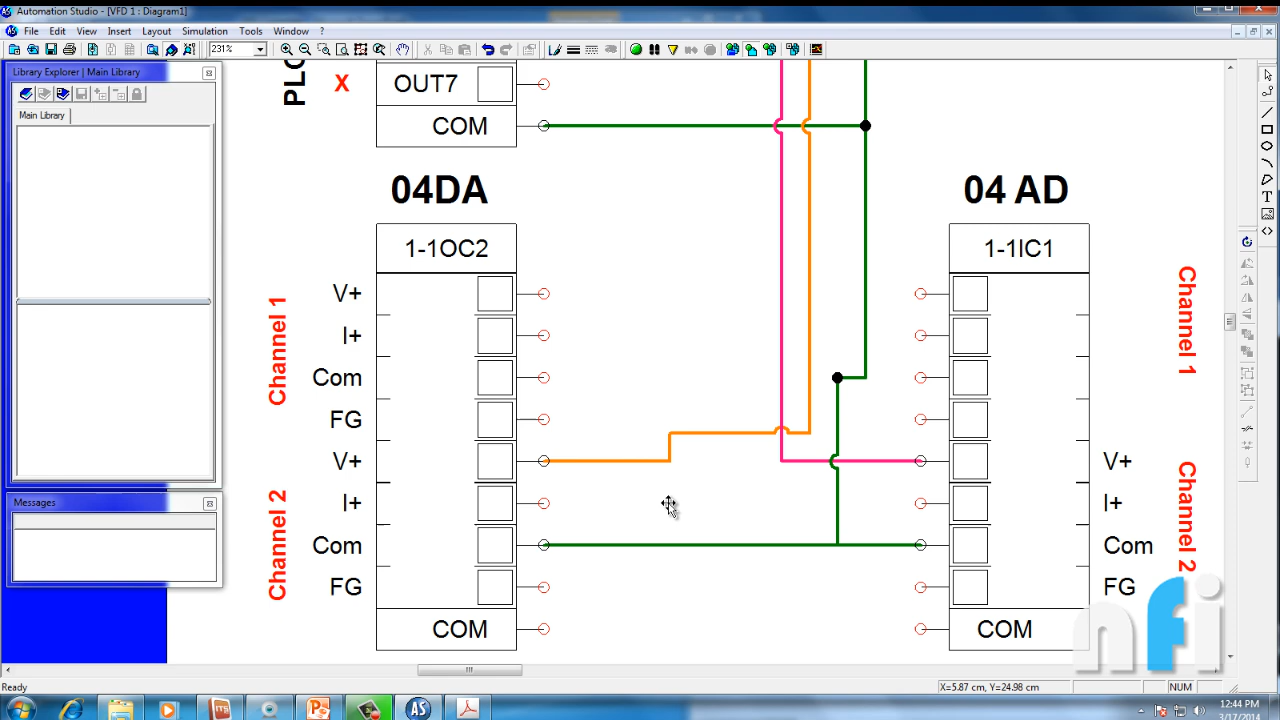 Automation Studio - [VFD 1 : Diagram1]
File Edit View Insert Layout Simulation Tools Window ?
231%
Library Explorer | Main Library
Main Library
Messages
PLC
X
OUT7
COM
04DA
1-1OC2
Channel 1
V+
I+
Com
FG
Channel 2
V+
I+
Com
FG
COM
04 AD
1-1IC1
Channel 1
V+
I+
Com
FG
Channel 2
COM
nfi
Ready
X=5.87 cm, Y=24.98 cm
NUM
12:44 PM
3/17/2014